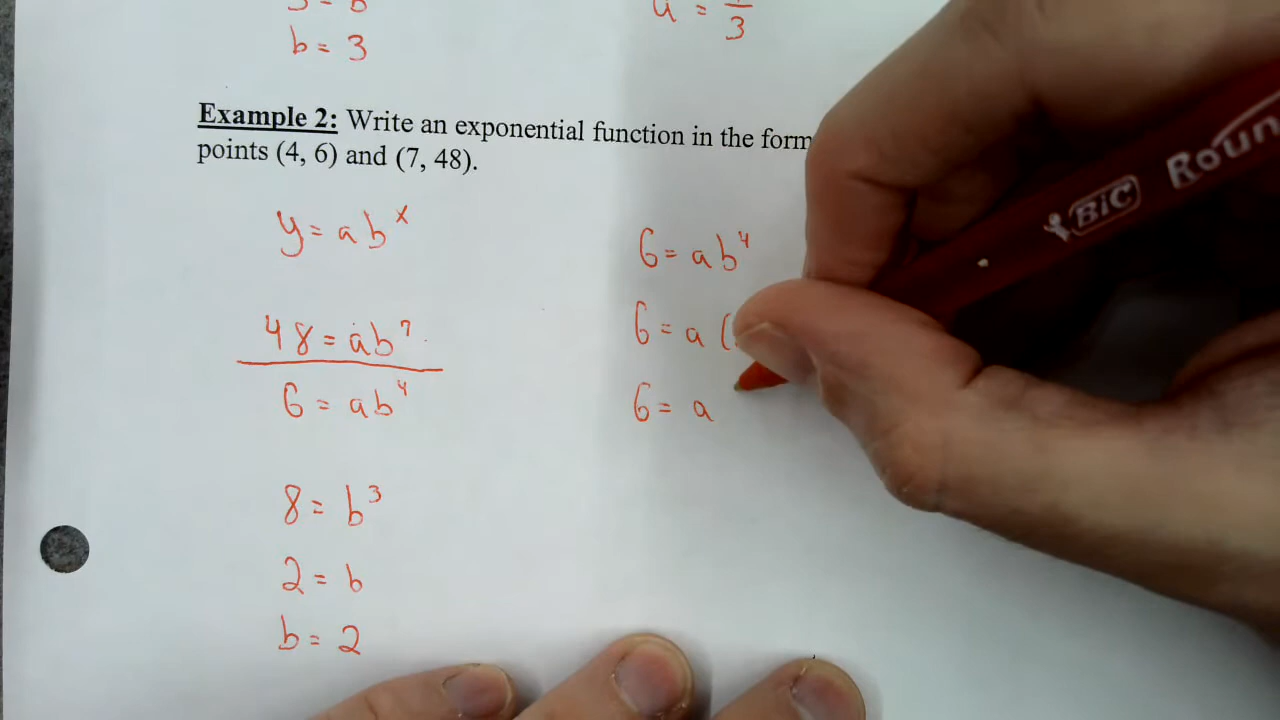 b = 3
3
Example 2: Write an exponential function in the form
points (4, 6) and (7, 48).
y = ab^x
48 = ab^7
6 = ab^4
8 = b^3
2 = b
b = 2
6 = ab^4
6 = a (
6 = a
BIC Roun